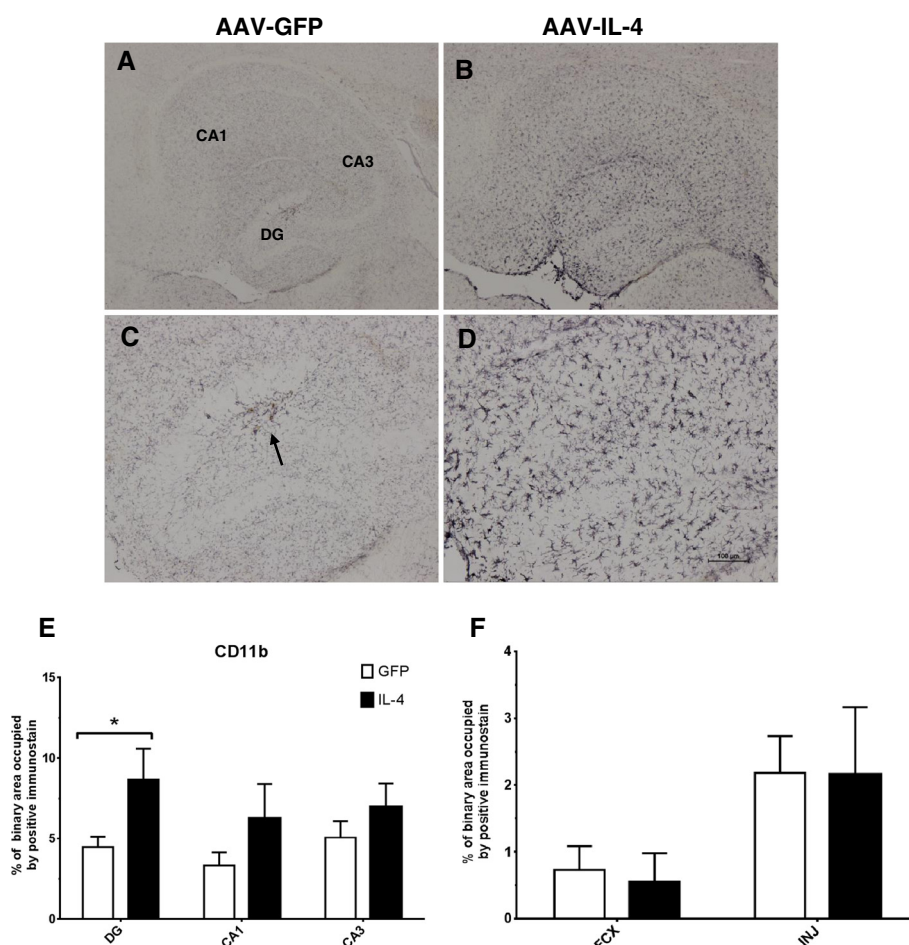 AAV-GFP
AAV-IL-4
A
CA1
CA3
DG
B
C
D
100 µm
E
CD11b
GFP
IL-4
% of binary area occupied
by positive immunostain
15
10
5
0
*
DG
CA1
CA3
F
% of binary area occupied
by positive immunostain
4
3
2
1
0
FCX
INJ